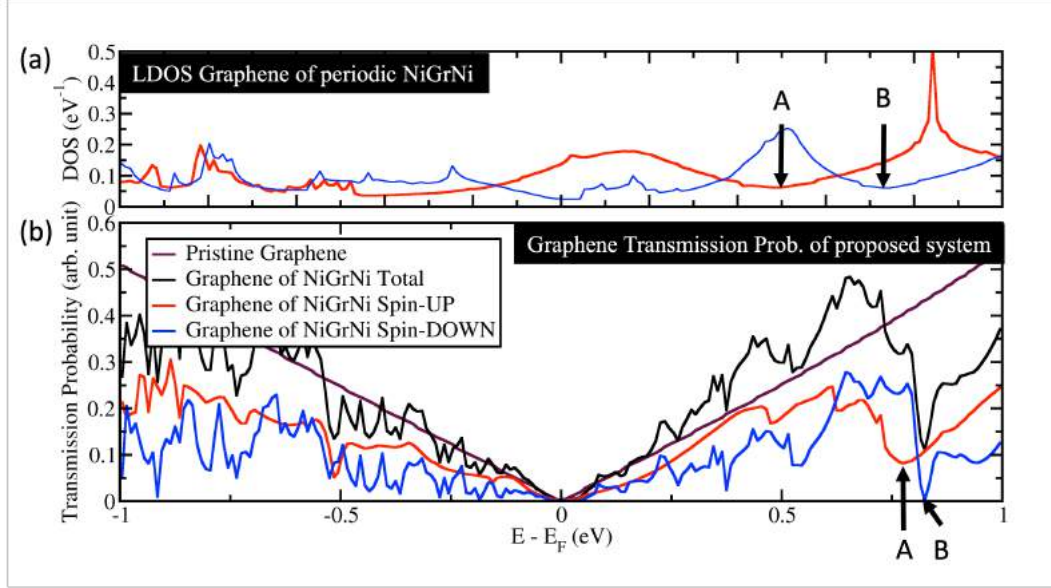 (a)
LDOS Graphene of periodic NiGrNi
A
B
DOS (eV⁻¹)
0.5
0.4
0.3
0.2
0.1
0
(b)
Graphene Transmission Prob. of proposed system
Pristine Graphene
Graphene of NiGrNi Total
Graphene of NiGrNi Spin-UP
Graphene of NiGrNi Spin-DOWN
Transmission Probability (arb. unit)
0.6
0.5
0.4
0.3
0.2
0.1
0
-1
-0.5
0
0.5
1
E - E_F (eV)
A
B